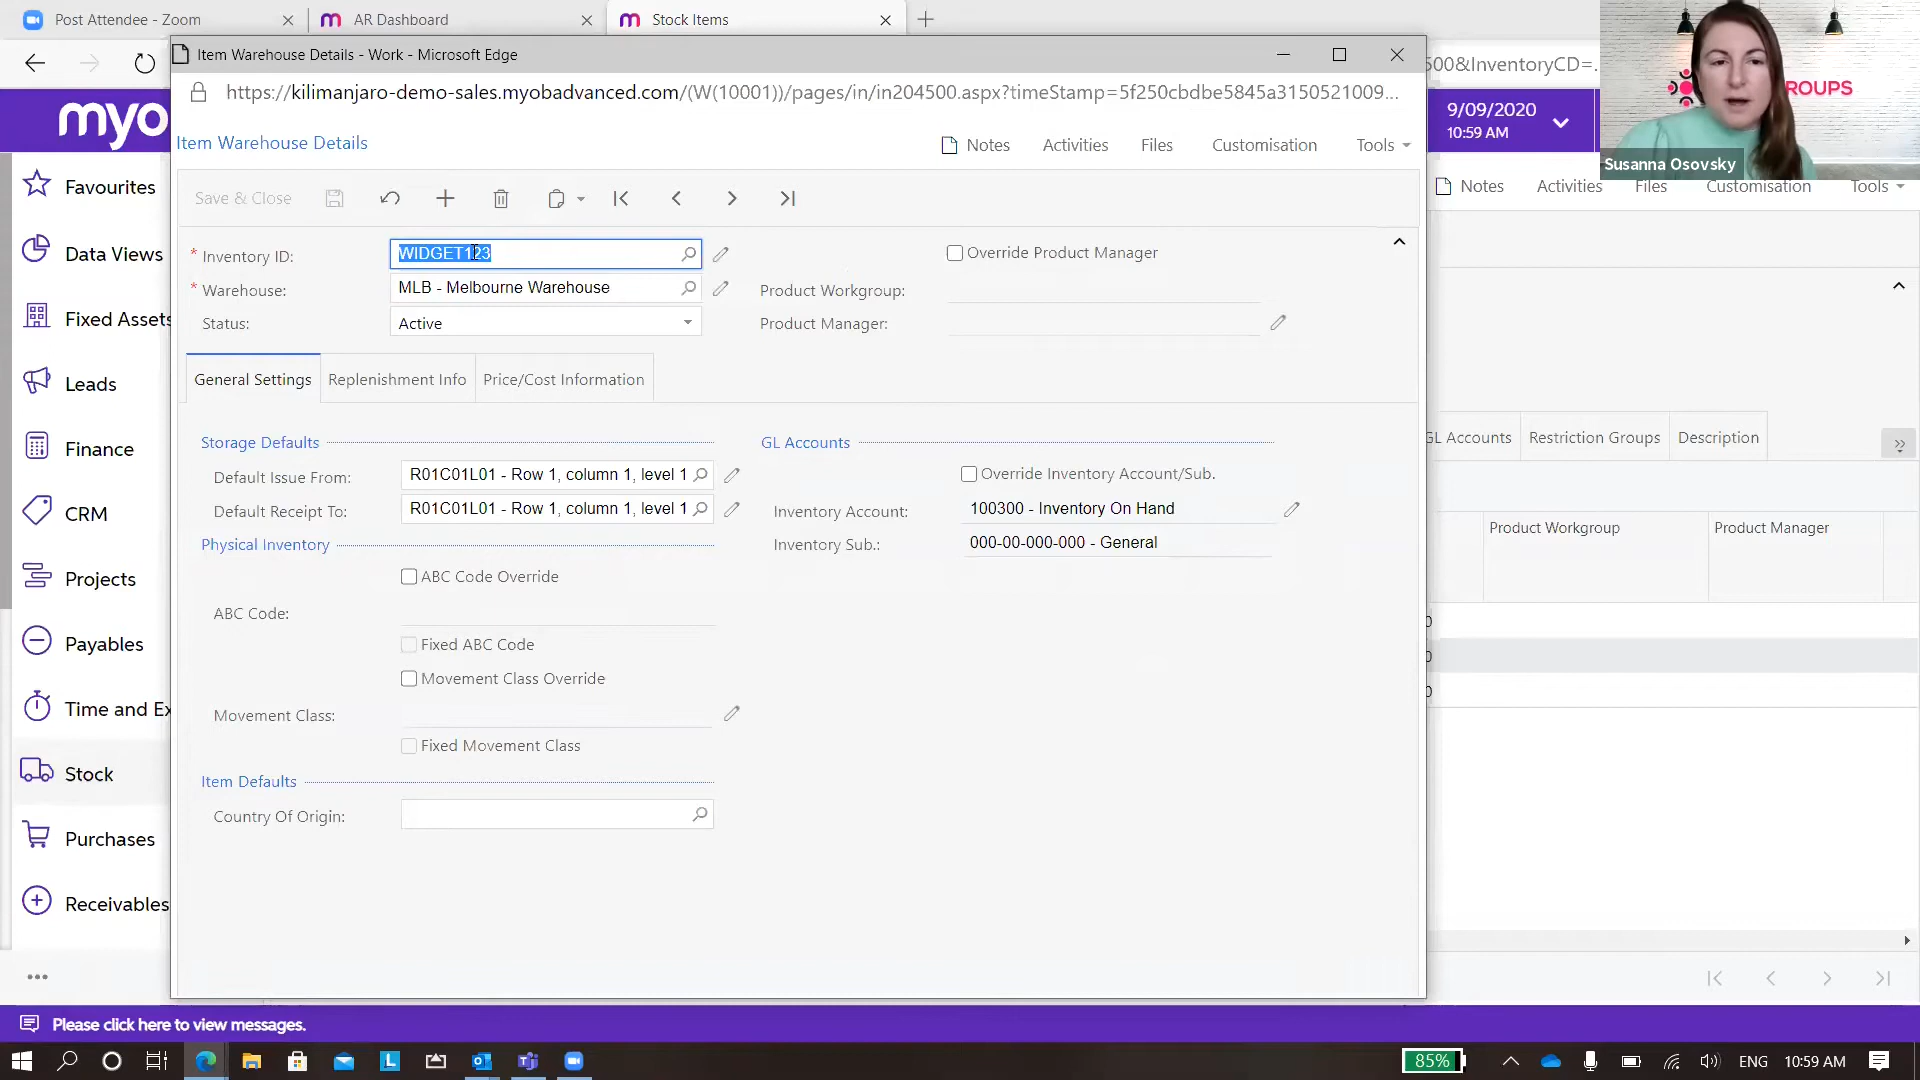 Post Attendee - Zoom
AR Dashboard
Stock Items
Item Warehouse Details - Work - Microsoft Edge
https://kilimanjaro-demo-sales.myobadvanced.com/(W(10001))/pages/in/in204500.aspx?timeStamp=5f250cbdbe5845a3150521009...
500&InventoryCD=.
ROUPS
myo
9/09/2020
10:59 AM
Susanna Osovsky
Item Warehouse Details
Notes
Activities
Files
Customisation
Tools
Notes
Activities
Files
Customisation
Tools
Save & Close
Favourites
Data Views
Fixed Assets
Leads
Finance
CRM
Projects
Payables
Time and Ex
Stock
Purchases
Receivables
* Inventory ID:
WIDGET123
Override Product Manager
* Warehouse:
MLB - Melbourne Warehouse
Product Workgroup:
Status:
Active
Product Manager:
General Settings
Replenishment Info
Price/Cost Information
GL Accounts
Restriction Groups
Description
Storage Defaults
GL Accounts
Default Issue From:
R01C01L01 - Row 1, column 1, level 1
Override Inventory Account/Sub.
Default Receipt To:
R01C01L01 - Row 1, column 1, level 1
Inventory Account:
100300 - Inventory On Hand
Physical Inventory
Inventory Sub.:
000-00-000-000 - General
Product Workgroup
Product Manager
ABC Code Override
ABC Code:
Fixed ABC Code
Movement Class Override
Movement Class:
Fixed Movement Class
Item Defaults
Country Of Origin:
Please click here to view messages.
85%
ENG
10:59 AM